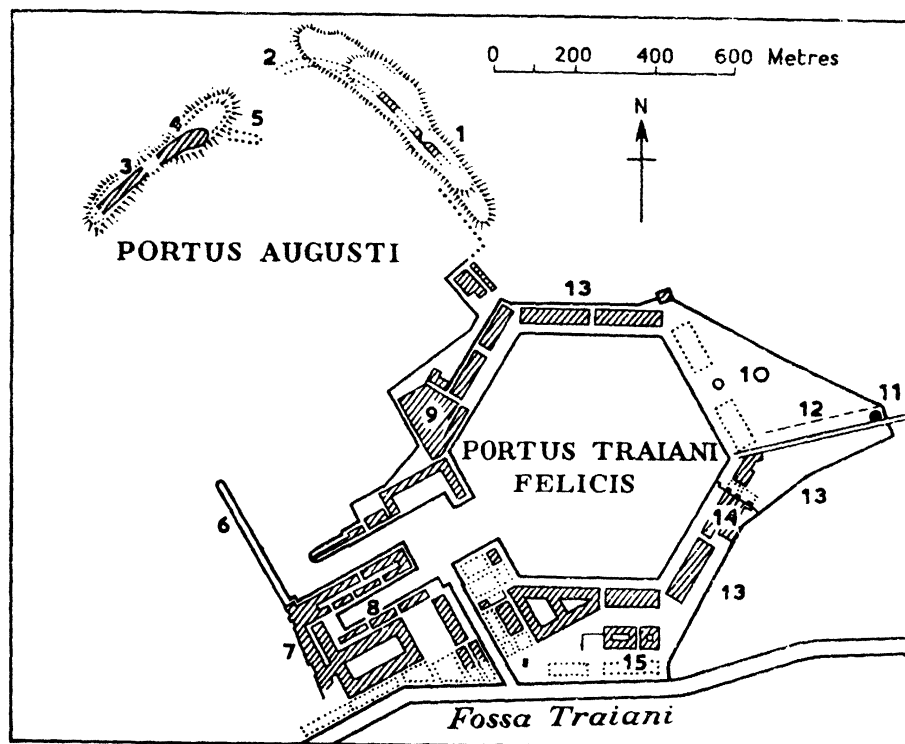 0 200 400 600 Metres
N
2
1
5
4
3
PORTUS AUGUSTI
13
10
11
12
9
PORTUS TRAIANI
FELICIS
13
14
6
13
8
7
15
Fossa Traiani